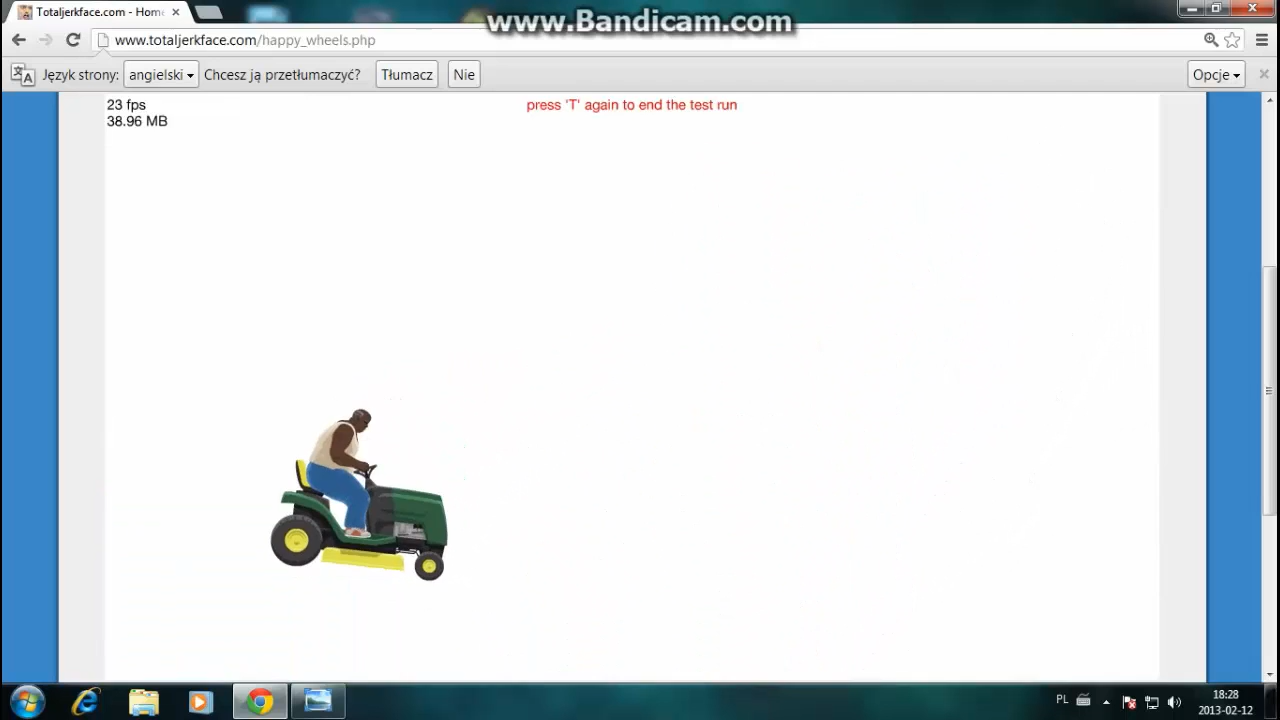 Totaljerkface.com - Home
www.Bandicam.com
www.totaljerkface.com/happy_wheels.php
Język strony: angielski Chcesz ją przetłumaczyć? Tłumacz Nie Opcje
23 fps
38.96 MB
press 'T' again to end the test run
PL
18:28
2013-02-12